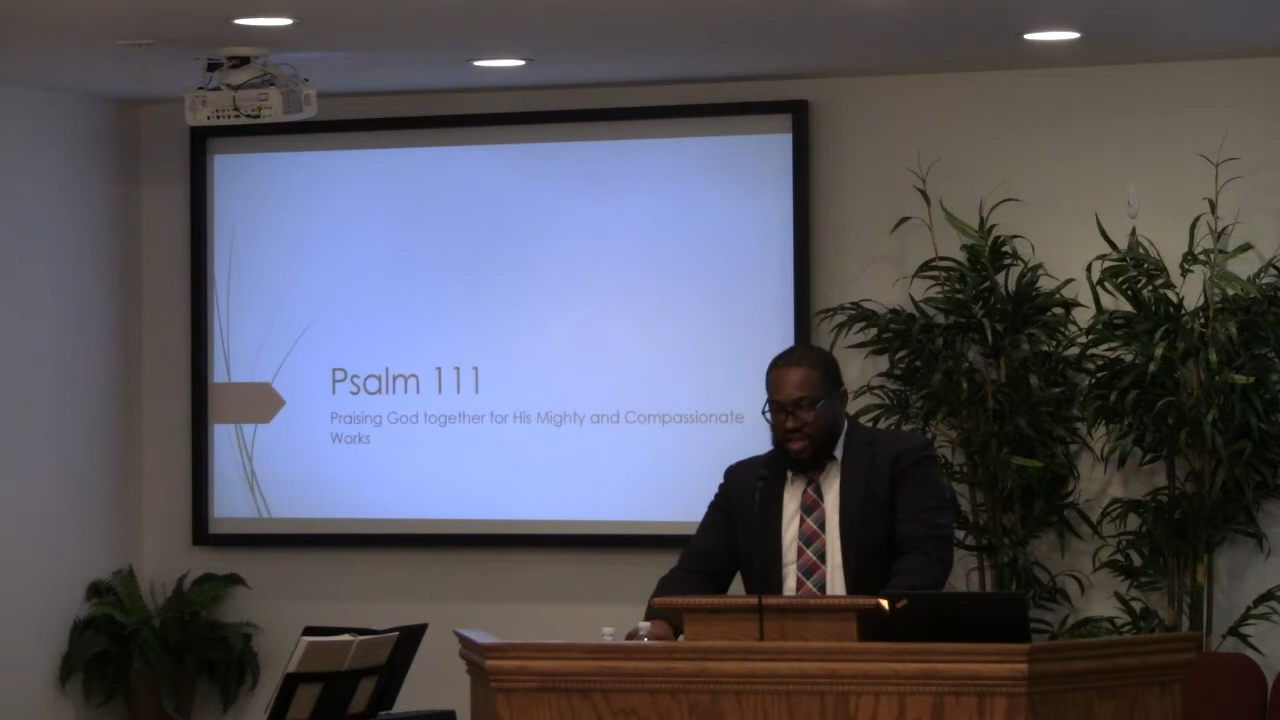 Psalm 111
Praising God together for His Mighty and Compassionate
Works